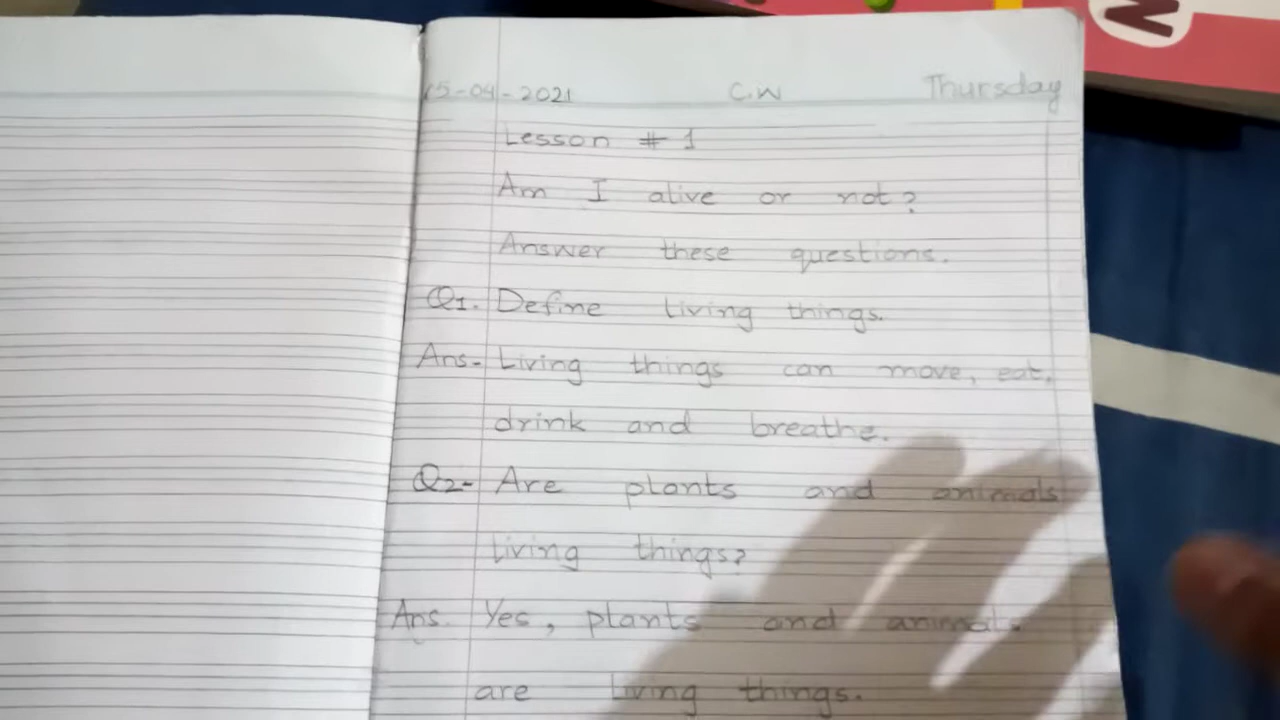 15-04-2021 C.W Thursday
Lesson # 1
Am I alive or not?
Answer these questions.
Q1. Define living things.
Ans- Living things can move, eat,
drink and breathe.
Q2- Are plants and animals
living things?
Ans. Yes, plants and animals
are living things.
N